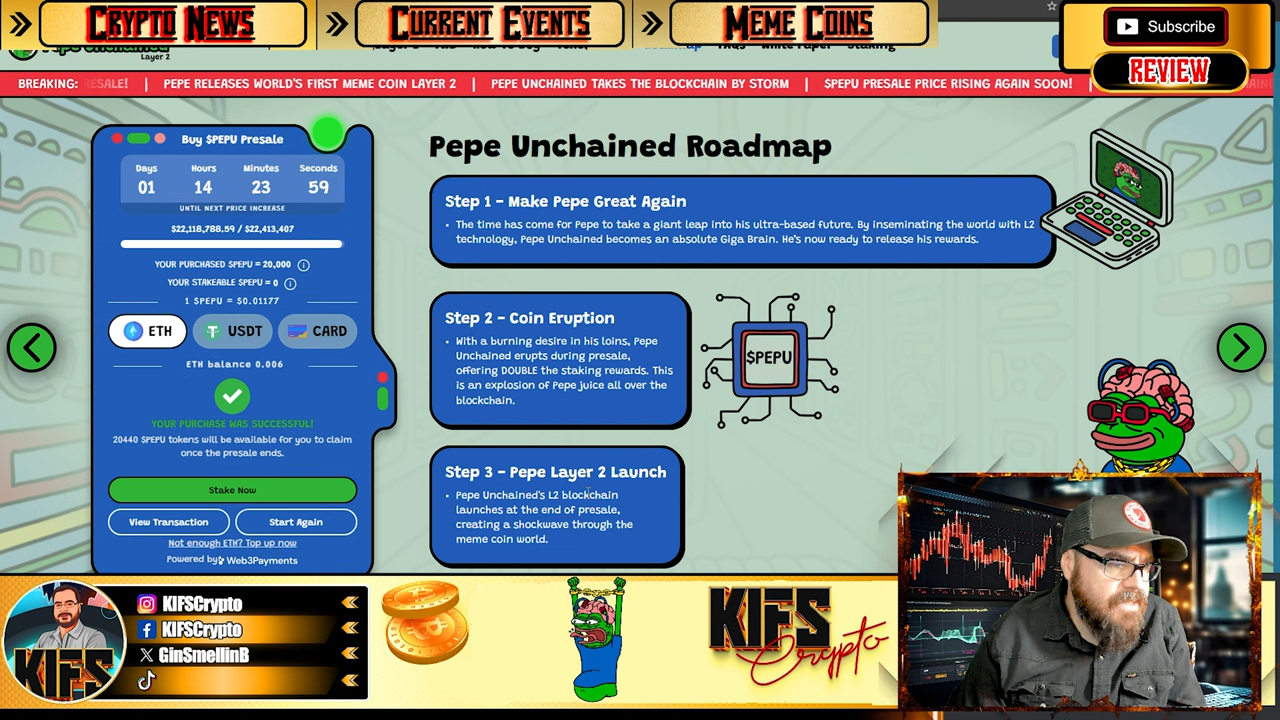 CRYPTO NEWS
CURRENT EVENTS
MEME COINS
Subscribe
REVIEW
Pepe Unchained
Layer 2
BREAKING:
ESALE! | PEPE RELEASES WORLD'S FIRST MEME COIN LAYER 2 | PEPE UNCHAINED TAKES THE BLOCKCHAIN BY STORM | $PEPU PRESALE PRICE RISING AGAIN SOON! |
Buy $PEPU Presale
Days Hours Minutes Seconds
01 14 23 59
UNTIL NEXT PRICE INCREASE
$22,118,788.59 / $22,413,407
YOUR PURCHASED $PEPU = 20,000
YOUR STAKEABLE $PEPU = 0
1 $PEPU = $0.01177
ETH USDT CARD
ETH balance 0.006
YOUR PURCHASE WAS SUCCESSFUL!
20440 $PEPU tokens will be available for you to claim
once the presale ends.
Stake Now
View Transaction Start Again
Not enough ETH? Top up now
Powered by Web3Payments
Pepe Unchained Roadmap
Step 1 - Make Pepe Great Again
• The time has come for Pepe to take a giant leap into his ultra-based future. By inseminating the world with L2
technology, Pepe Unchained becomes an absolute Giga Brain. He's now ready to release his rewards.
Step 2 - Coin Eruption
• With a burning desire in his loins, Pepe
Unchained erupts during presale,
offering DOUBLE the staking rewards. This
is an explosion of Pepe juice all over the
blockchain.
$PEPU
Step 3 - Pepe Layer 2 Launch
• Pepe Unchained's L2 blockchain
launches at the end of presale,
creating a shockwave through the
meme coin world.
KIFS
KIFSCrypto
KIFSCrypto
GinSmellinB
KIFS
Crypto